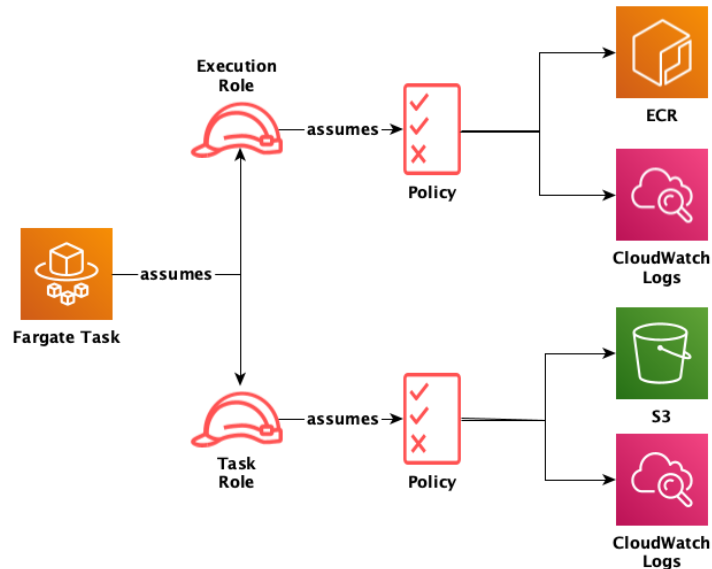 Execution
Role
assumes
Policy
ECR
CloudWatch
Logs
Fargate Task
assumes
Task
Role
assumes
Policy
S3
CloudWatch
Logs